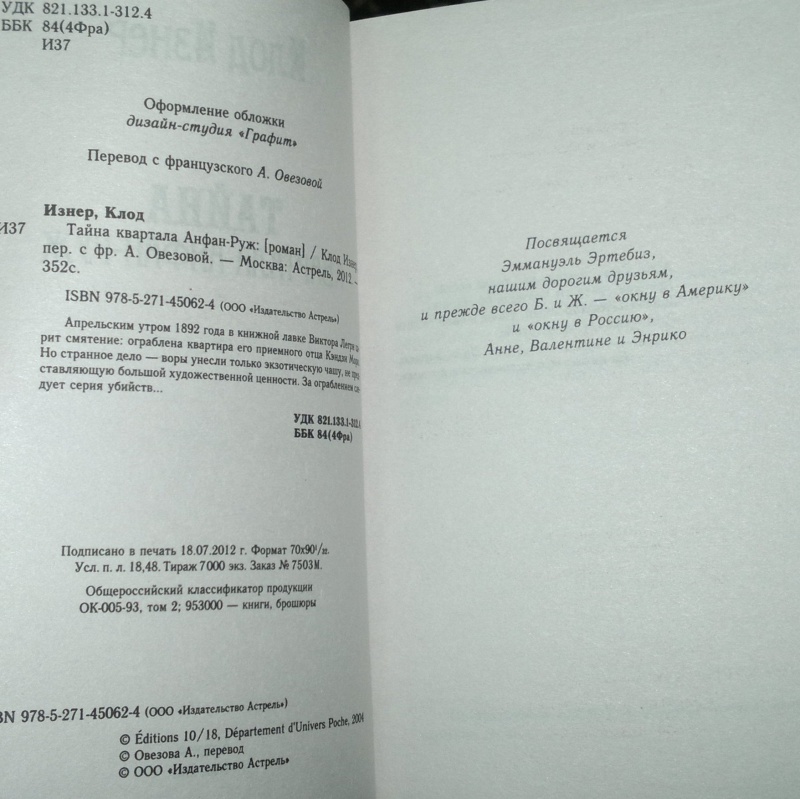 УДК 821.133.1-312.4
ББК 84(4Фра)
И37
Оформление обложки
дизайн-студия «Графит»
Перевод с французского А. Овезовой
Изнер, Клод
И37
Тайна квартала Анфан-Руж: [роман] / Клод Изнер
пер. с фр. А. Овезовой. — Москва: Астрель, 2012. —
352с.
ISBN 978-5-271-45062-4 (ООО «Издательство Астрель»)
Апрельским утром 1892 года в книжной лавке Виктора Легри ца
рит смятение: ограблена квартира его приемного отца Кэндзи Мори.
Но странное дело — воры унесли только экзотическую чашу, не пред
ставляющую большой художественной ценности. За ограблением сле
дует серия убийств...
УДК 821.133.1-312.4
ББК 84(4Фра)
Подписано в печать 18.07.2012 г. Формат 70x90¹/₃₂.
Усл. п. л. 18,48. Тираж 7000 экз. Заказ № 7503М.
Общероссийский классификатор продукции
ОК-005-93, том 2; 953000 — книги, брошюры
BN 978-5-271-45062-4 (ООО «Издательство Астрель»)
© Editions 10/18, Département d'Univers Poche, 2004
© Овезова А., перевод
© ООО «Издательство Астрель»
Посвящается
Эммануэль Эртебиз,
нашим дорогим друзьям,
и прежде всего Б. и Ж. — «окну в Америку»
и «окну в Россию»,
Анне, Валентине и Энрико